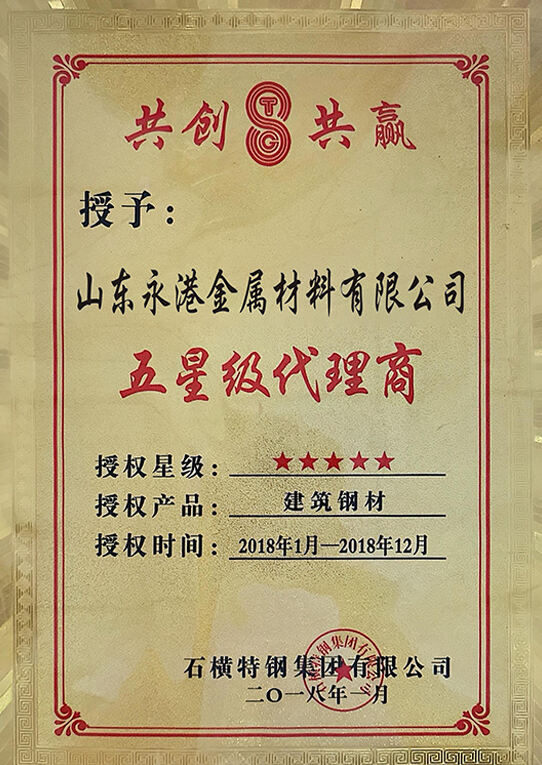 共创 STG 共赢
授予：
山东永港金属材料有限公司
五星级代理商
授权星级：★★★★★
授权产品：建筑钢材
授权时间：2018年1月—2018年12月
石横特钢集团有限公司
二〇一八年一月